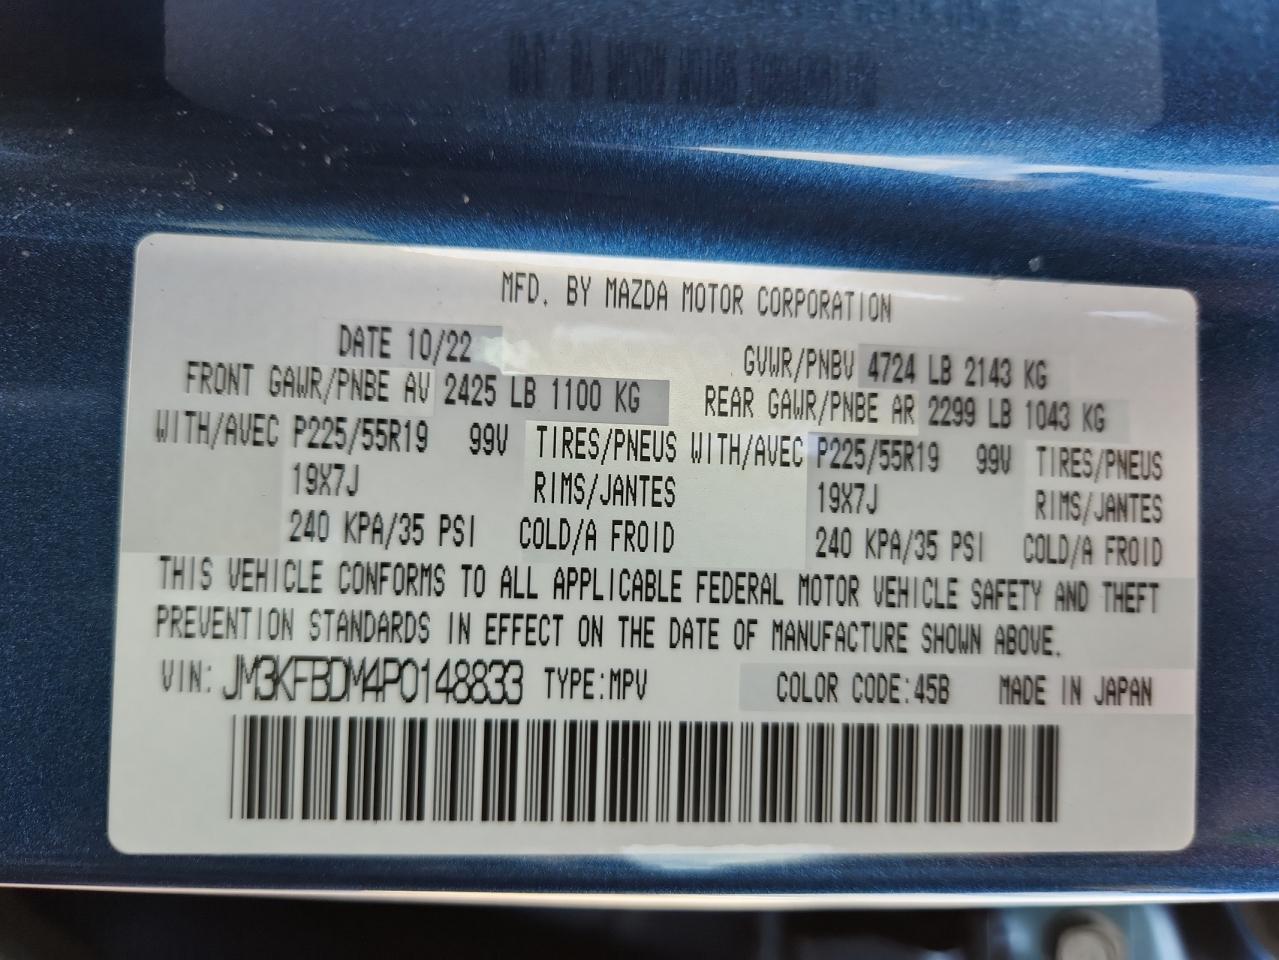 MFD. BY MAZDA MOTOR CORPORATION
DATE 10/22 GVWR/PNBV 4724 LB 2143 KG
FRONT GAWR/PNBE AV 2425 LB 1100 KG REAR GAWR/PNBE AR 2299 LB 1043 KG
WITH/AVEC P225/55R19 99V TIRES/PNEUS WITH/AVEC P225/55R19 99V TIRES/PNEUS
19X7J RIMS/JANTES 19X7J RIMS/JANTES
240 KPA/35 PSI COLD/A FROID 240 KPA/35 PSI COLD/A FROID
THIS VEHICLE CONFORMS TO ALL APPLICABLE FEDERAL MOTOR VEHICLE SAFETY AND THEFT
PREVENTION STANDARDS IN EFFECT ON THE DATE OF MANUFACTURE SHOWN ABOVE.
VIN: JM3KFBDM4P0148833 TYPE:MPV COLOR CODE:45B MADE IN JAPAN